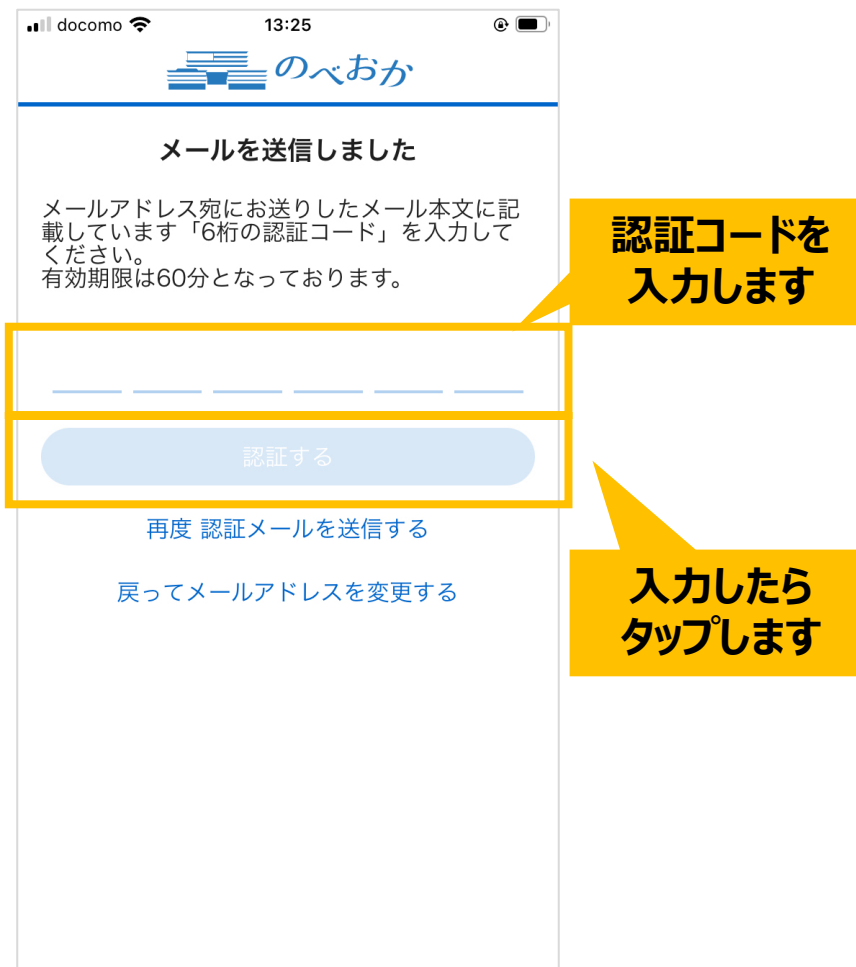 docomo 13:25
のべおか
メールを送信しました
メールアドレス宛にお送りしたメール本文に記
載しています「6桁の認証コード」を入力して
ください。
有効期限は60分となっております。
認証コードを
入力します
認証する
再度 認証メールを送信する
戻ってメールアドレスを変更する
入力したら
タップします